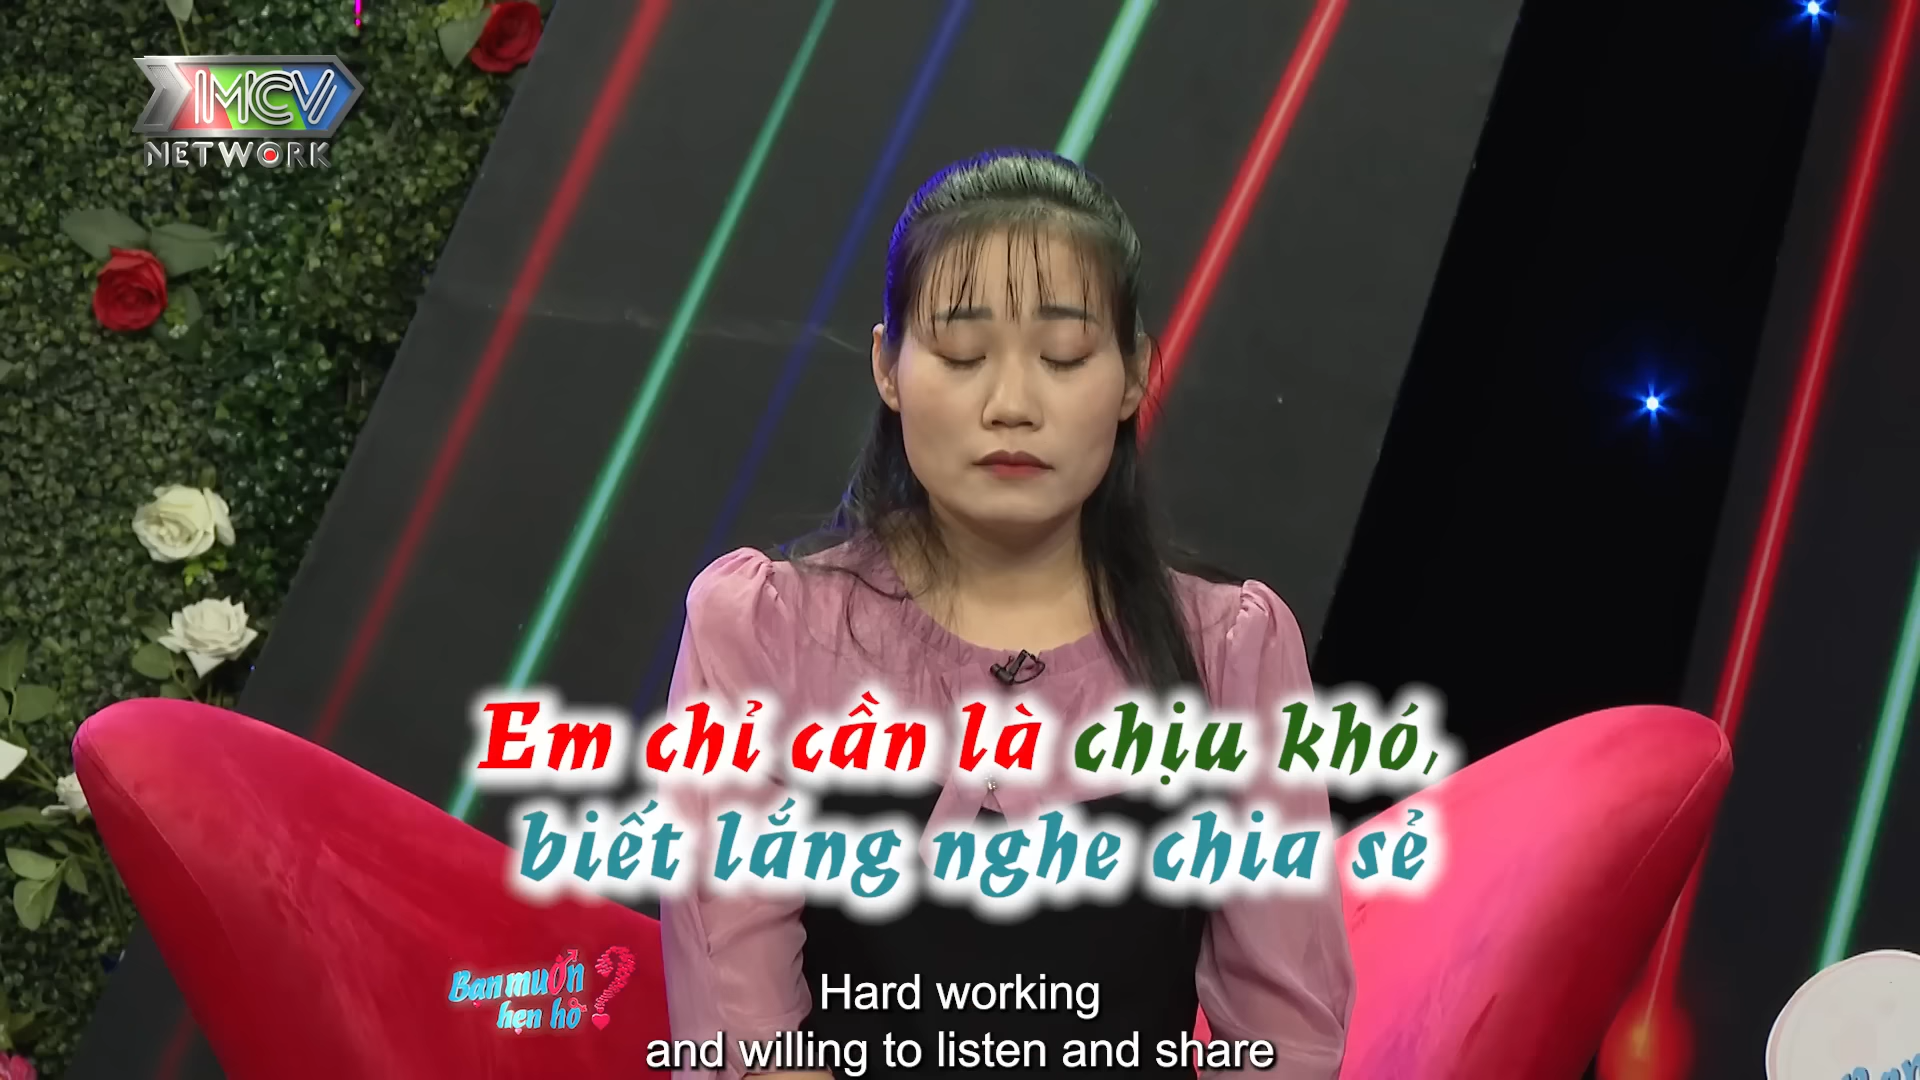 MCV
NETWORK
Em chỉ cần là chịu khó,
biết lắng nghe chia sẻ
Bạn muốn
hẹn hò?
Hard working
and willing to listen and share